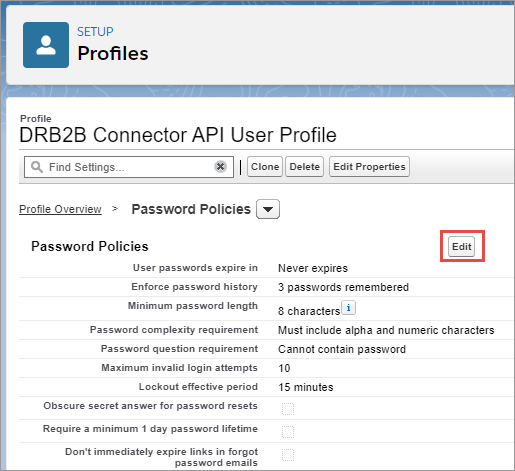 SETUP
Profiles
Profile
DRB2B Connector API User Profile
Find Settings...
Clone
Delete
Edit Properties
Profile Overview > Password Policies
Password Policies
Edit
User passwords expire in Never expires
Enforce password history 3 passwords remembered
Minimum password length 8 characters i
Password complexity requirement Must include alpha and numeric characters
Password question requirement Cannot contain password
Maximum invalid login attempts 10
Lockout effective period 15 minutes
Obscure secret answer for password resets
Require a minimum 1 day password lifetime
Don't immediately expire links in forgot
password emails